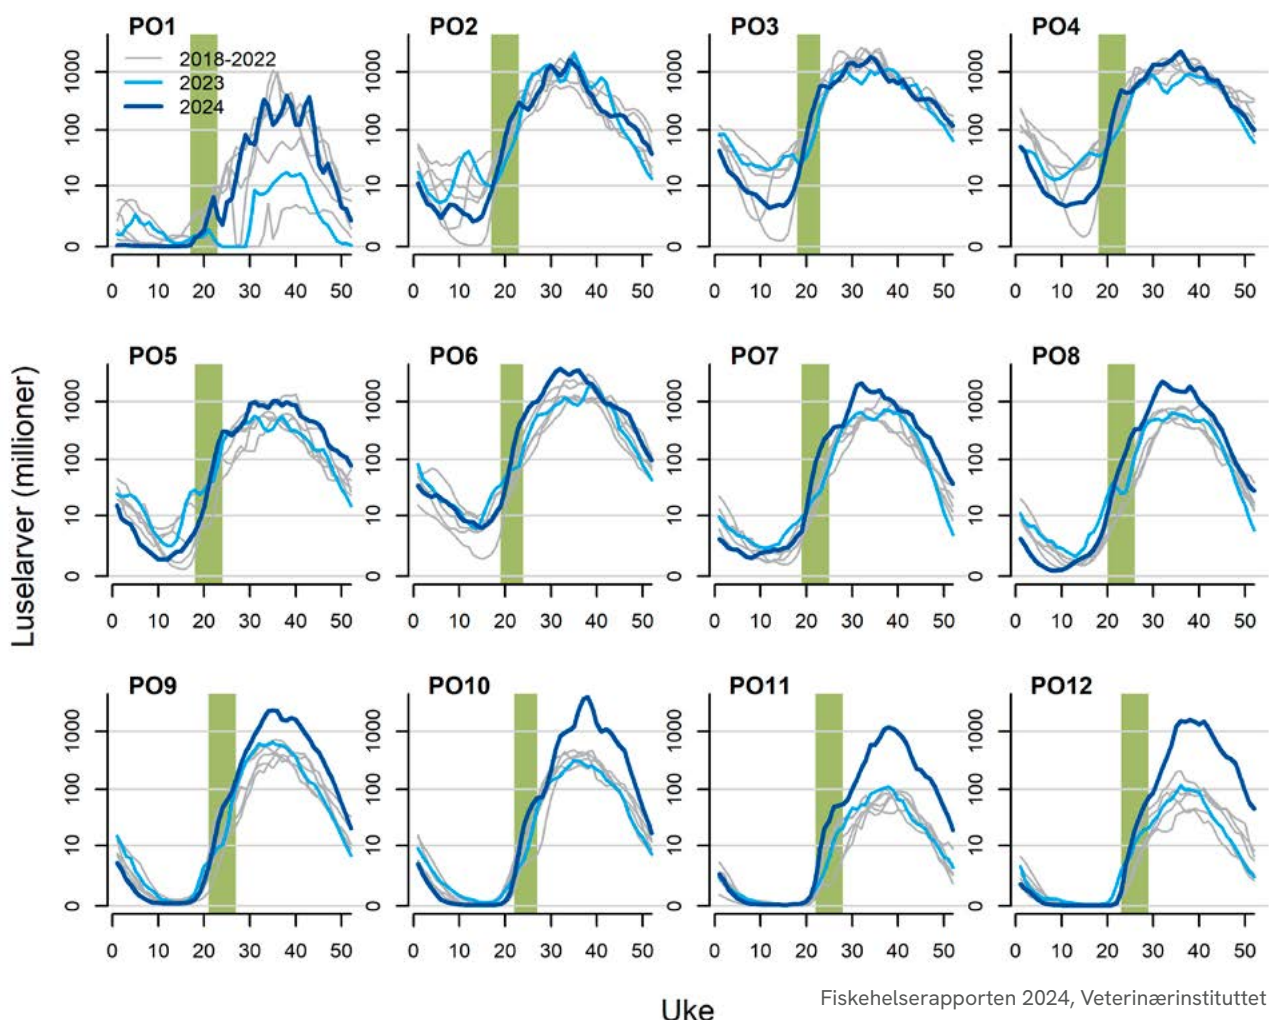 PO1
PO2
PO3
PO4
2018-2022
2023
2024
0 10 100 1000
0 10 100 1000
0 10 100 1000
0 10 100 1000
0 10 20 30 40 50
0 10 20 30 40 50
0 10 20 30 40 50
0 10 20 30 40 50
Luselarver (millioner)
PO5
PO6
PO7
PO8
0 10 100 1000
0 10 100 1000
0 10 100 1000
0 10 100 1000
0 10 20 30 40 50
0 10 20 30 40 50
0 10 20 30 40 50
0 10 20 30 40 50
PO9
PO10
PO11
PO12
0 10 100 1000
0 10 100 1000
0 10 100 1000
0 10 100 1000
0 10 20 30 40 50
0 10 20 30 40 50
0 10 20 30 40 50
0 10 20 30 40 50
Uke
Fiskehelserapporten 2024, Veterinærinstituttet